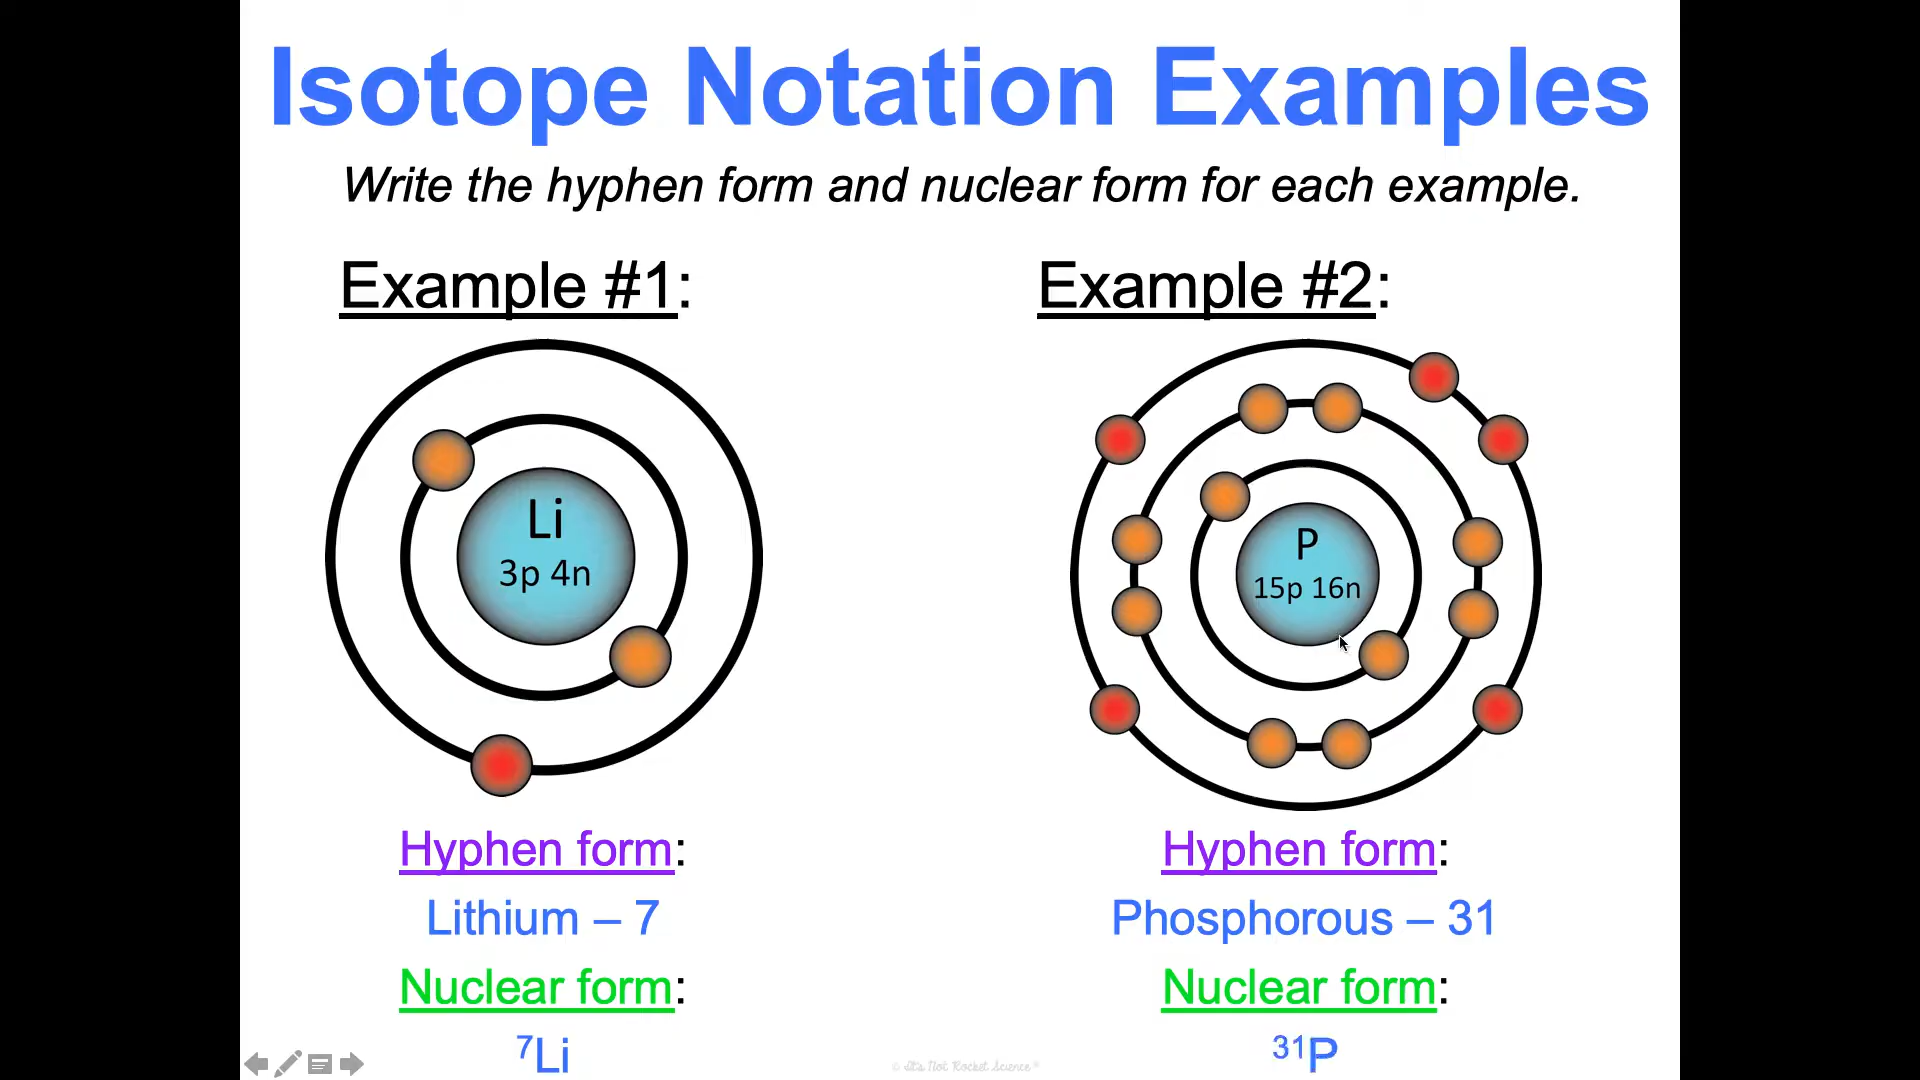 Isotope Notation Examples
Write the hyphen form and nuclear form for each example.
Example #1:
Li
3p 4n
Hyphen form:
Lithium – 7
Nuclear form:
⁷Li
Example #2:
P
15p 16n
Hyphen form:
Phosphorous – 31
Nuclear form:
³¹P
© It's Not Rocket Science®